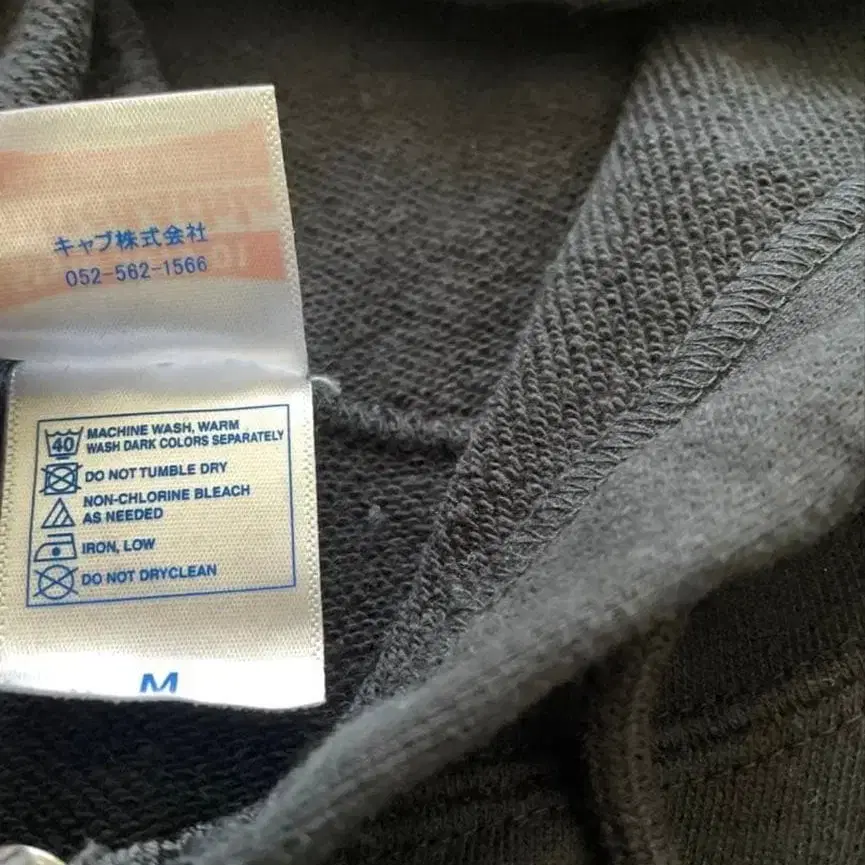 キャブ株式会社
052-562-1566
40
MACHINE WASH, WARM
WASH DARK COLORS SEPARATELY
DO NOT TUMBLE DRY
NON-CHLORINE BLEACH
AS NEEDED
IRON, LOW
DO NOT DRYCLEAN
M